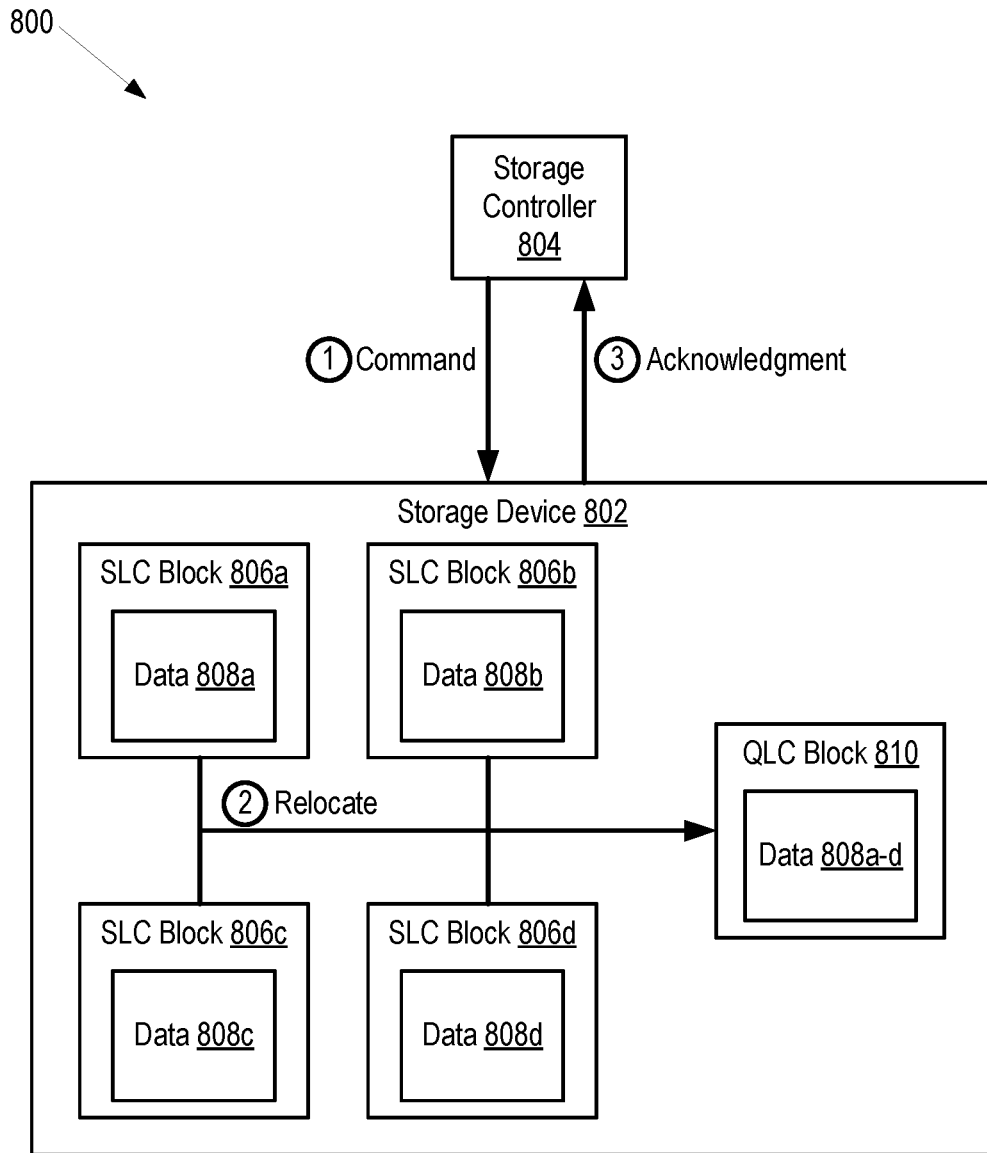 800
Storage
Controller
804
1 Command
3 Acknowledgment
Storage Device 802
SLC Block 806a
SLC Block 806b
Data 808a
Data 808b
QLC Block 810
2 Relocate
Data 808a-d
SLC Block 806c
SLC Block 806d
Data 808c
Data 808d